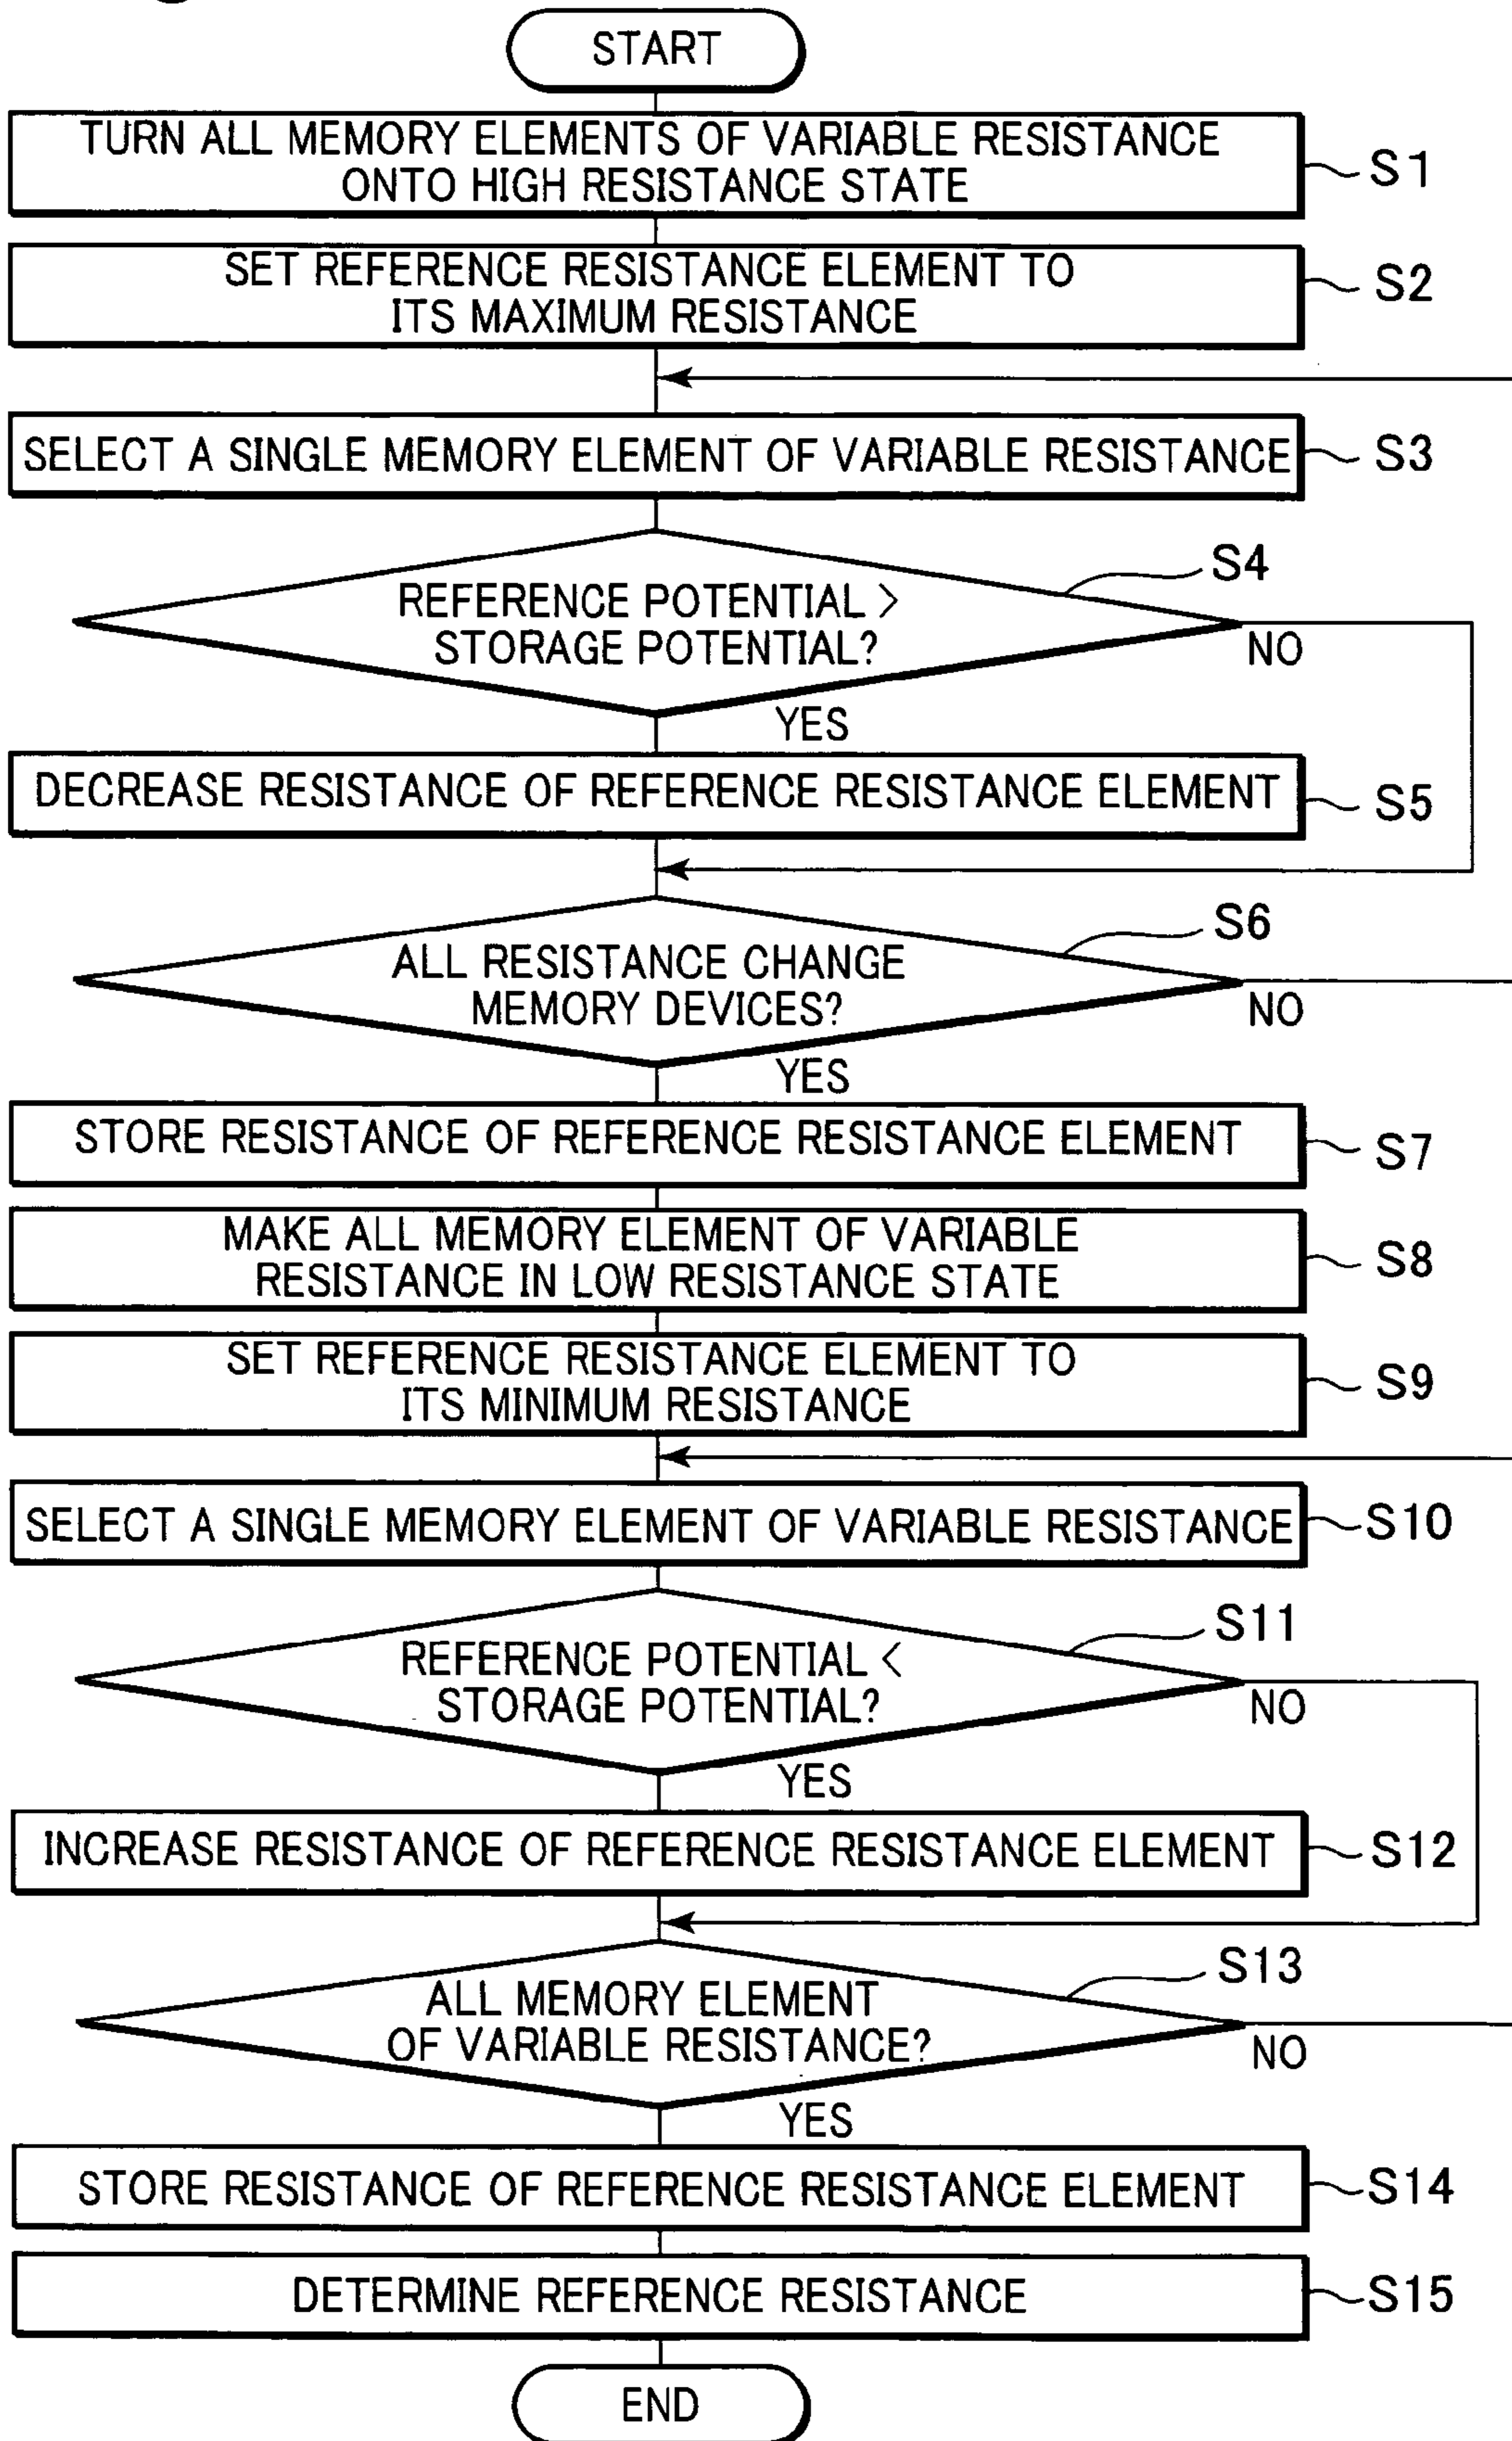 START
TURN ALL MEMORY ELEMENTS OF VARIABLE RESISTANCE
ONTO HIGH RESISTANCE STATE
S1
SET REFERENCE RESISTANCE ELEMENT TO
ITS MAXIMUM RESISTANCE
S2
SELECT A SINGLE MEMORY ELEMENT OF VARIABLE RESISTANCE
S3
REFERENCE POTENTIAL >
STORAGE POTENTIAL?
S4
NO
YES
DECREASE RESISTANCE OF REFERENCE RESISTANCE ELEMENT
S5
ALL RESISTANCE CHANGE
MEMORY DEVICES?
S6
NO
YES
STORE RESISTANCE OF REFERENCE RESISTANCE ELEMENT
S7
MAKE ALL MEMORY ELEMENT OF VARIABLE
RESISTANCE IN LOW RESISTANCE STATE
S8
SET REFERENCE RESISTANCE ELEMENT TO
ITS MINIMUM RESISTANCE
S9
SELECT A SINGLE MEMORY ELEMENT OF VARIABLE RESISTANCE
S10
REFERENCE POTENTIAL <
STORAGE POTENTIAL?
S11
NO
YES
INCREASE RESISTANCE OF REFERENCE RESISTANCE ELEMENT
S12
ALL MEMORY ELEMENT
OF VARIABLE RESISTANCE?
S13
NO
YES
STORE RESISTANCE OF REFERENCE RESISTANCE ELEMENT
S14
DETERMINE REFERENCE RESISTANCE
S15
END